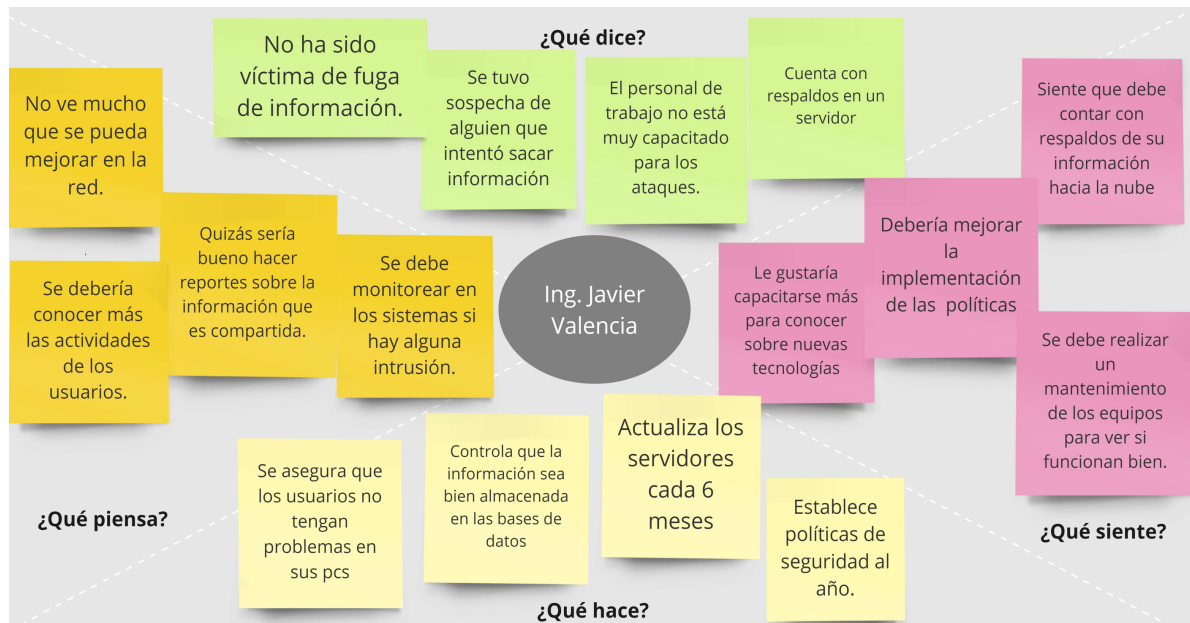 ¿Qué dice?
No ha sido
víctima de fuga
de información.
Se tuvo
sospecha de
alguien que
intentó sacar
información
El personal de
trabajo no está
muy capacitado
para los
ataques.
Cuenta con
respaldos en un
servidor
No ve mucho
que se pueda
mejorar en la
red.
Quizás sería
bueno hacer
reportes sobre la
información que
es compartida.
Se debería
conocer más
las actividades
de los
usuarios.
Se debe
monitorear en
los sistemas si
hay alguna
intrusión.
¿Qué piensa?
Ing. Javier
Valencia
Siente que debe
contar con
respaldos de su
información
hacia la nube
Debería mejorar
la
implementación
de las  políticas
Le gustaría
capacitarse más
para conocer
sobre nuevas
tecnologías
Se debe realizar
un
mantenimiento
de los equipos
para ver si
funcionan bien.
¿Qué siente?
Se asegura que
los usuarios no
tengan
problemas en
sus pcs
Controla que la
información sea
bien almacenada
en las bases de
datos
Actualiza los
servidores
cada 6
meses
Establece
políticas de
seguridad al
año.
¿Qué hace?